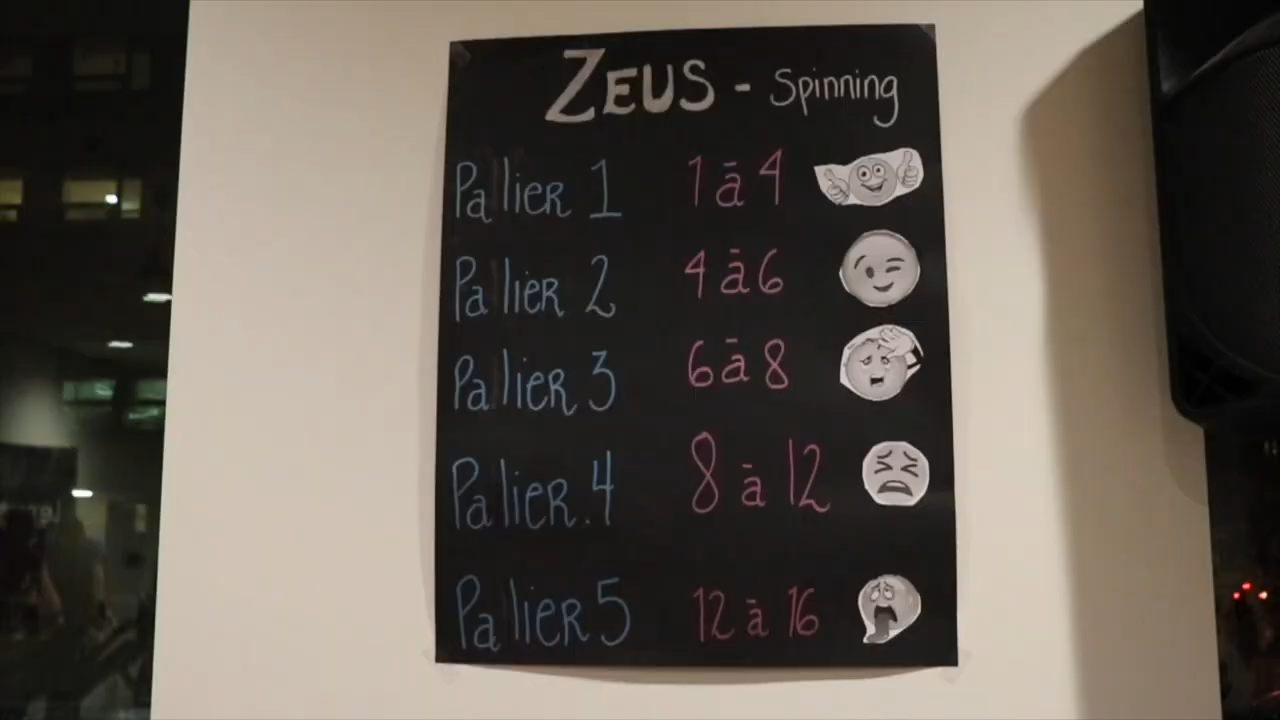 ZEUS - Spinning
Palier 1 1 à 4
Palier 2 4 à 6
Palier 3 6 à 8
Palier 4 8 à 12
Palier 5 12 à 16